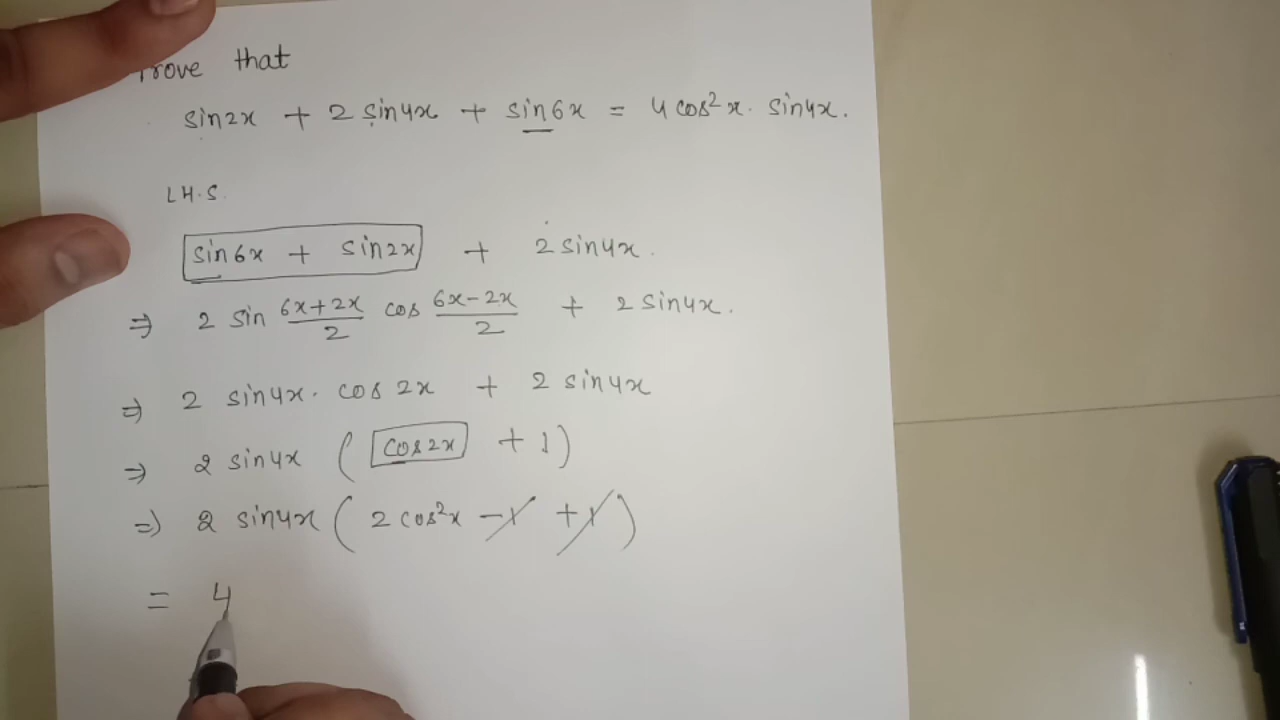 Prove that
sin2x + 2 sin4x + sin6x = 4 cos²x. sin4x.
L.H.S.
sin6x + sin2x + 2 sin4x.
⇒ 2 sin (6x+2x)/2 cos (6x-2x)/2 + 2 sin4x.
⇒ 2 sin4x. cos 2x + 2 sin4x
⇒ 2 sin4x ( cos2x + 1)
⇒ 2 sin4x ( 2 cos²x - 1 + 1 )
= 4